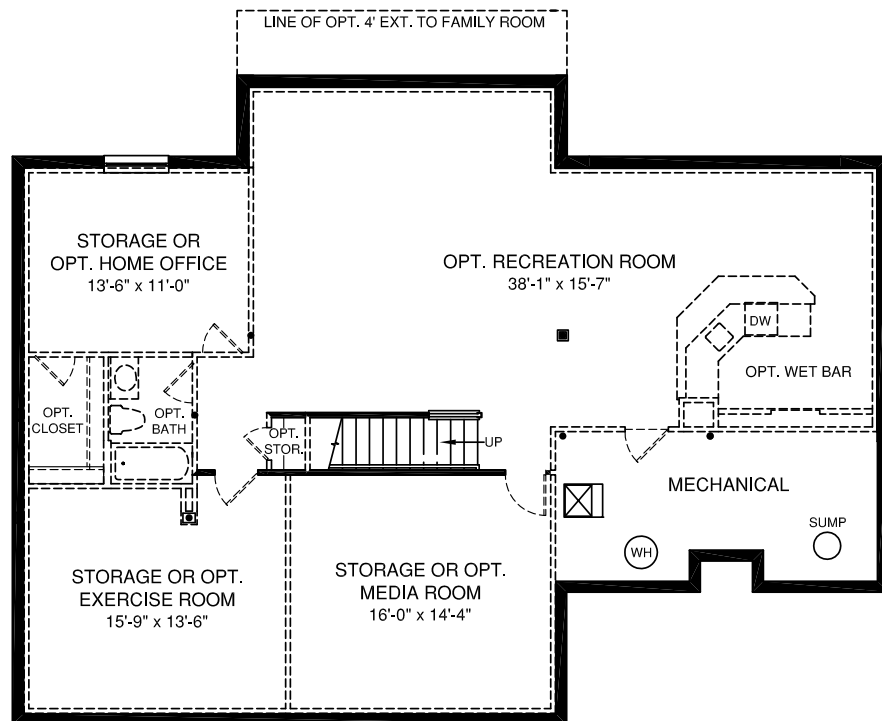 LINE OF OPT. 4' EXT. TO FAMILY ROOM
STORAGE OR
OPT. HOME OFFICE
13'-6" x 11'-0"
OPT. RECREATION ROOM
38'-1" x 15'-7"
DW
OPT. WET BAR
OPT.
CLOSET
OPT.
BATH
OPT.
STOR.
UP
MECHANICAL
SUMP
WH
STORAGE OR OPT.
EXERCISE ROOM
15'-9" x 13'-6"
STORAGE OR OPT.
MEDIA ROOM
16'-0" x 14'-4"